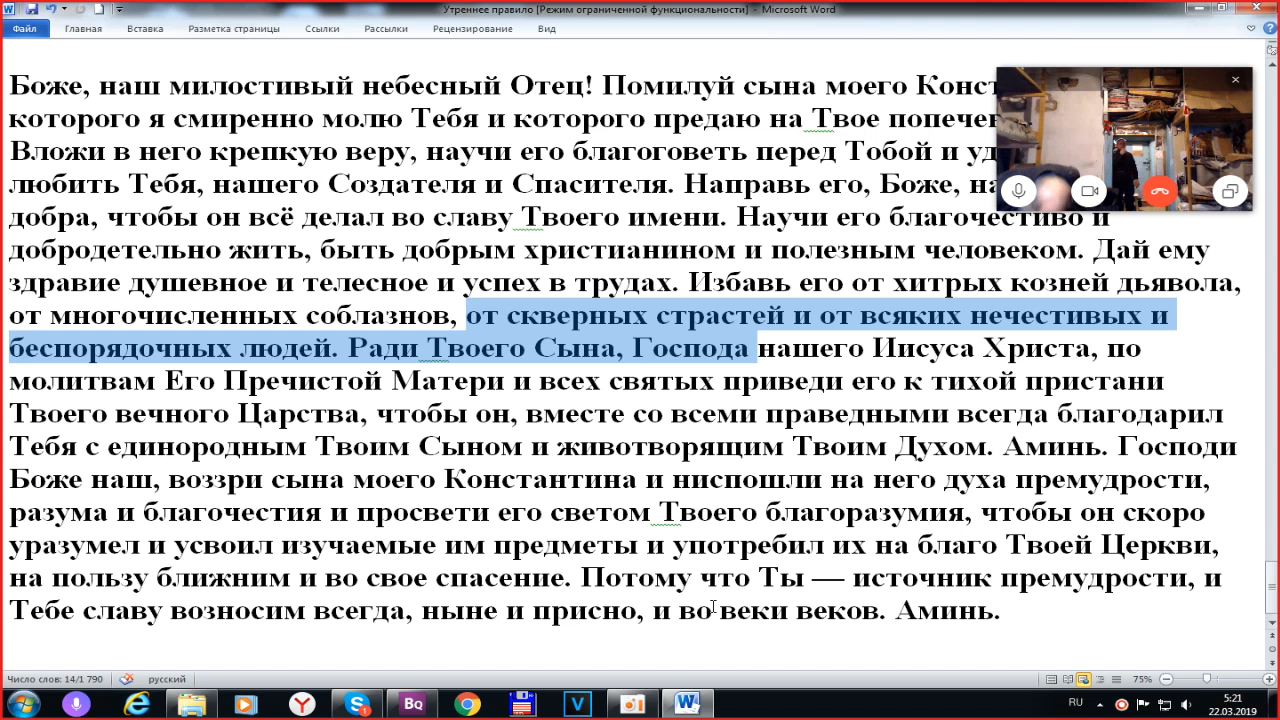 Утреннее правило [Режим ограниченной функциональности] - Microsoft Word
Файл Главная Вставка Разметка страницы Ссылки Рассылки Рецензирование Вид
Боже, наш милостивый небесный Отец! Помилуй сына моего
которого я смиренно молю Тебя и которого предаю на Твое
Вложи в него крепкую веру, научи его благоговеть перед Тобой и
любить Тебя, нашего Создателя и Спасителя. Направь его, Боже,
добра, чтобы он всё делал во славу Твоего имени. Научи его благочестиво и
добродетельно жить, быть добрым христианином и полезным человеком. Дай ему
здравие душевное и телесное и успех в трудах. Избавь его от хитрых козней дьявола,
от многочисленных соблазнов, от скверных страстей и от всяких нечестивых и
беспорядочных людей. Ради Твоего Сына, Господа нашего Иисуса Христа, по
молитвам Его Пречистой Матери и всех святых приведи его к тихой пристани
Твоего вечного Царства, чтобы он, вместе со всеми праведными всегда благодарил
Тебя с единородным Твоим Сыном и животворящим Твоим Духом. Аминь. Господи
Боже наш, воззри сына моего Константина и ниспошли на него духа премудрости,
разума и благочестия и просвети его светом Твоего благоразумия, чтобы он скоро
уразумел и усвоил изучаемые им предметы и употребил их на благо Твоей Церкви,
на пользу ближним и во свое спасение. Потому что Ты — источник премудрости, и
Тебе славу возносим всегда, ныне и присно, и во веки веков. Аминь.
Число слов: 14/1 790 русский 75%
Bq RU 5:21
22.03.2019